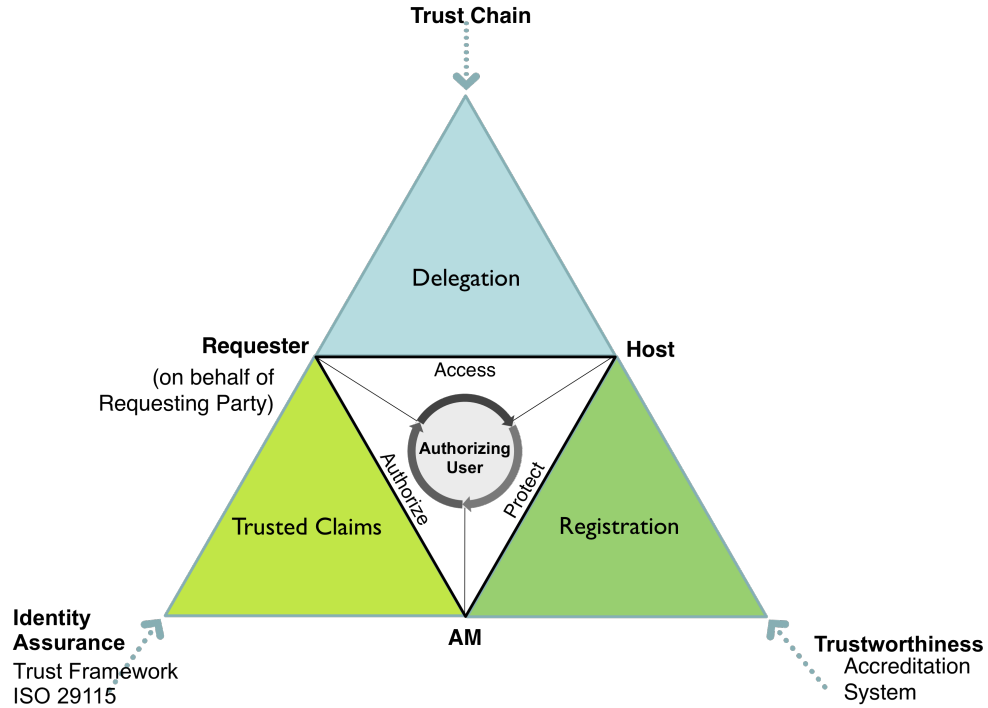 Trust Chain
Delegation
Requester
Host
(on behalf of
Requesting Party)
Access
Authorizing
User
Authorize
Protect
Trusted Claims
Registration
Identity
Assurance
Trust Framework
ISO 29115
AM
Trustworthiness
Accreditation
System